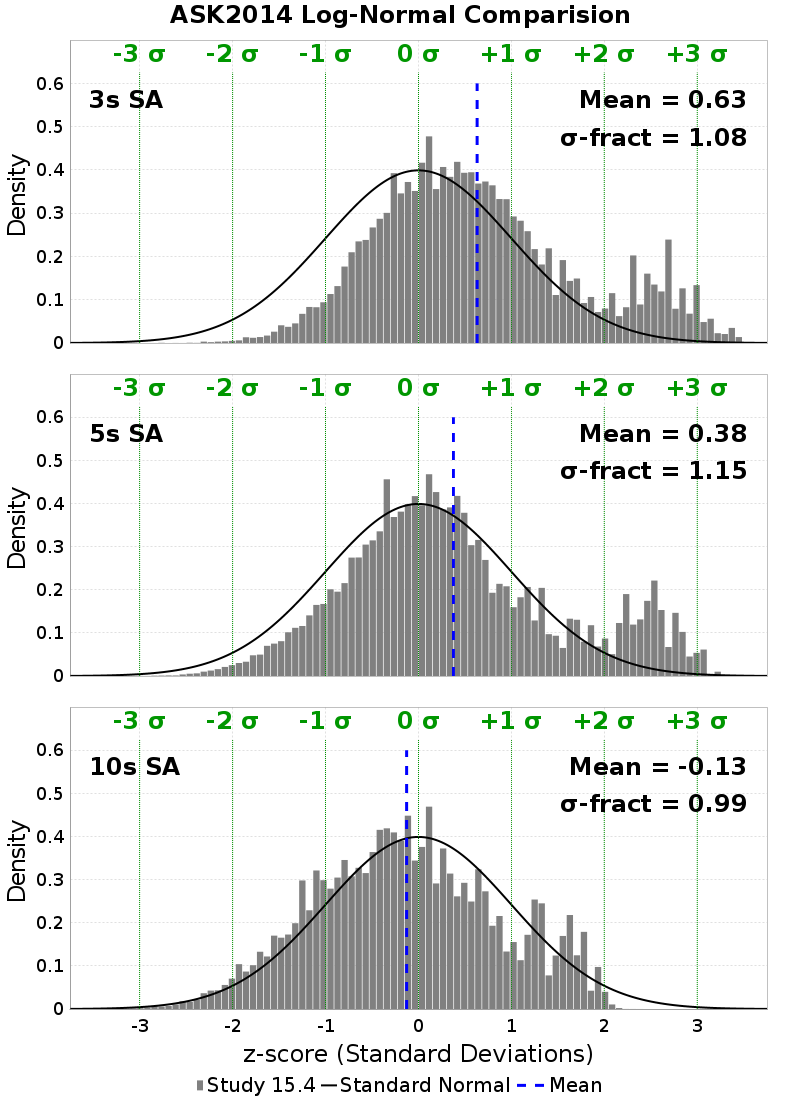 ASK2014 Log-Normal Comparision
-3 σ -2 σ -1 σ 0 σ +1 σ +2 σ +3 σ
0.6
3s SA Mean = 0.63
0.5
σ-fract = 1.08
0.4
0.3
0.2
0.1
0
Density
-3 σ -2 σ -1 σ 0 σ +1 σ +2 σ +3 σ
0.6
5s SA Mean = 0.38
0.5
σ-fract = 1.15
0.4
0.3
0.2
0.1
0
Density
-3 σ -2 σ -1 σ 0 σ +1 σ +2 σ +3 σ
0.6
10s SA Mean = -0.13
0.5
σ-fract = 0.99
0.4
0.3
0.2
0.1
0
Density
-3 -2 -1 0 1 2 3
z-score (Standard Deviations)
Study 15.4 Standard Normal Mean